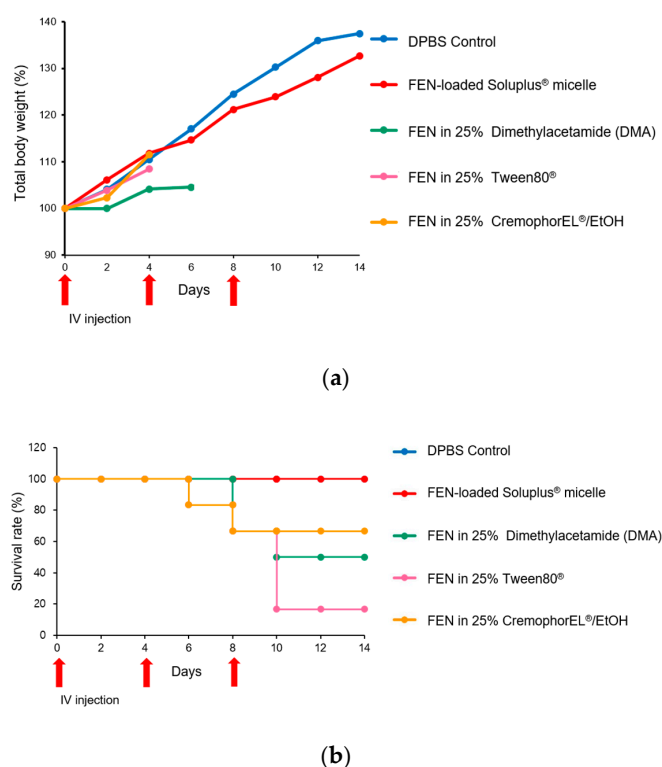 140
130
120
110
100
90
Total body weight (%)
0 2 4 6 8 10 12 14
Days
IV injection
DPBS Control
FEN-loaded Soluplus® micelle
FEN in 25% Dimethylacetamide (DMA)
FEN in 25% Tween80®
FEN in 25% CremophorEL®/EtOH
(a)
120
100
80
60
40
20
0
Survival rate (%)
0 2 4 6 8 10 12 14
Days
IV injection
DPBS Control
FEN-loaded Soluplus® micelle
FEN in 25% Dimethylacetamide (DMA)
FEN in 25% Tween80®
FEN in 25% CremophorEL®/EtOH
(b)